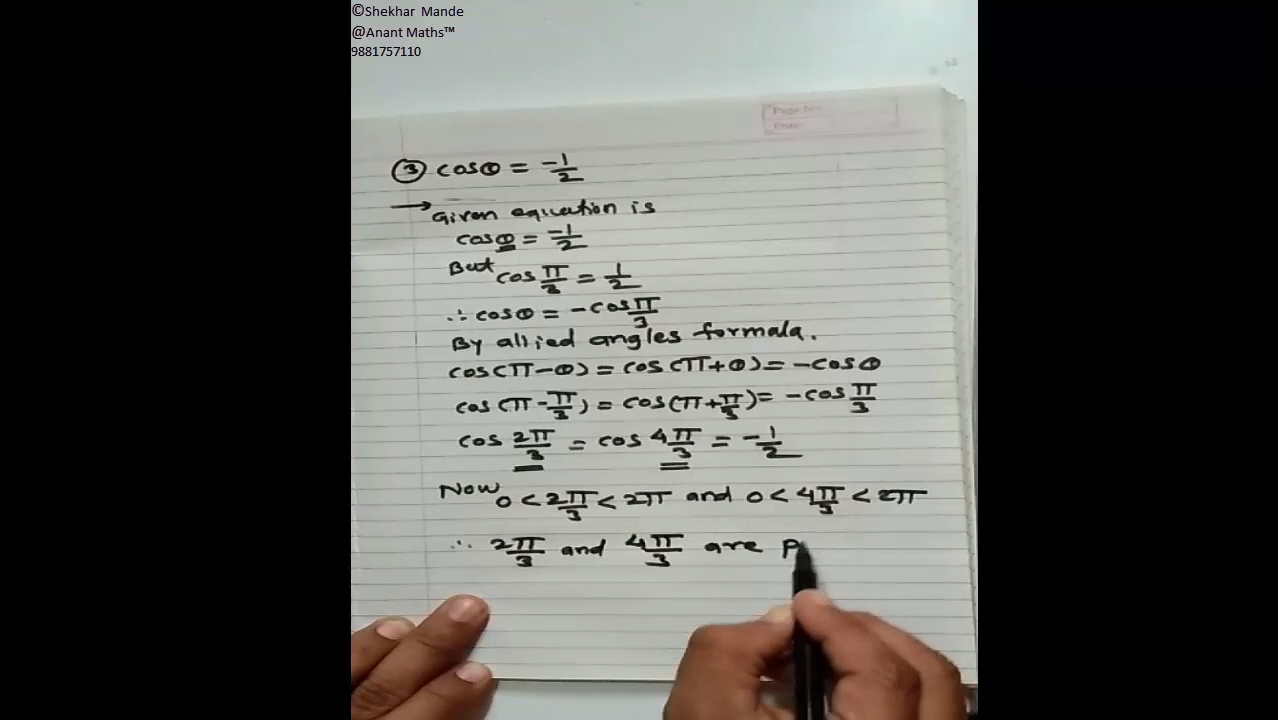 ©Shekhar Mande
@Anant Maths™
9881757110
③ cosθ = -1/2
→ Given equation is
cosθ = -1/2
But cos π/3 = 1/2
∴ cosθ = -cos π/3
By allied angles formala.
cos(π-θ) = cos(π+θ) = -cosθ
cos(π-π/3) = cos(π+π/3) = -cos π/3
cos 2π/3 = cos 4π/3 = -1/2
Now 0 < 2π/3 < 2π and 0 < 4π/3 < 2π
∴ 2π/3 and 4π/3 are P